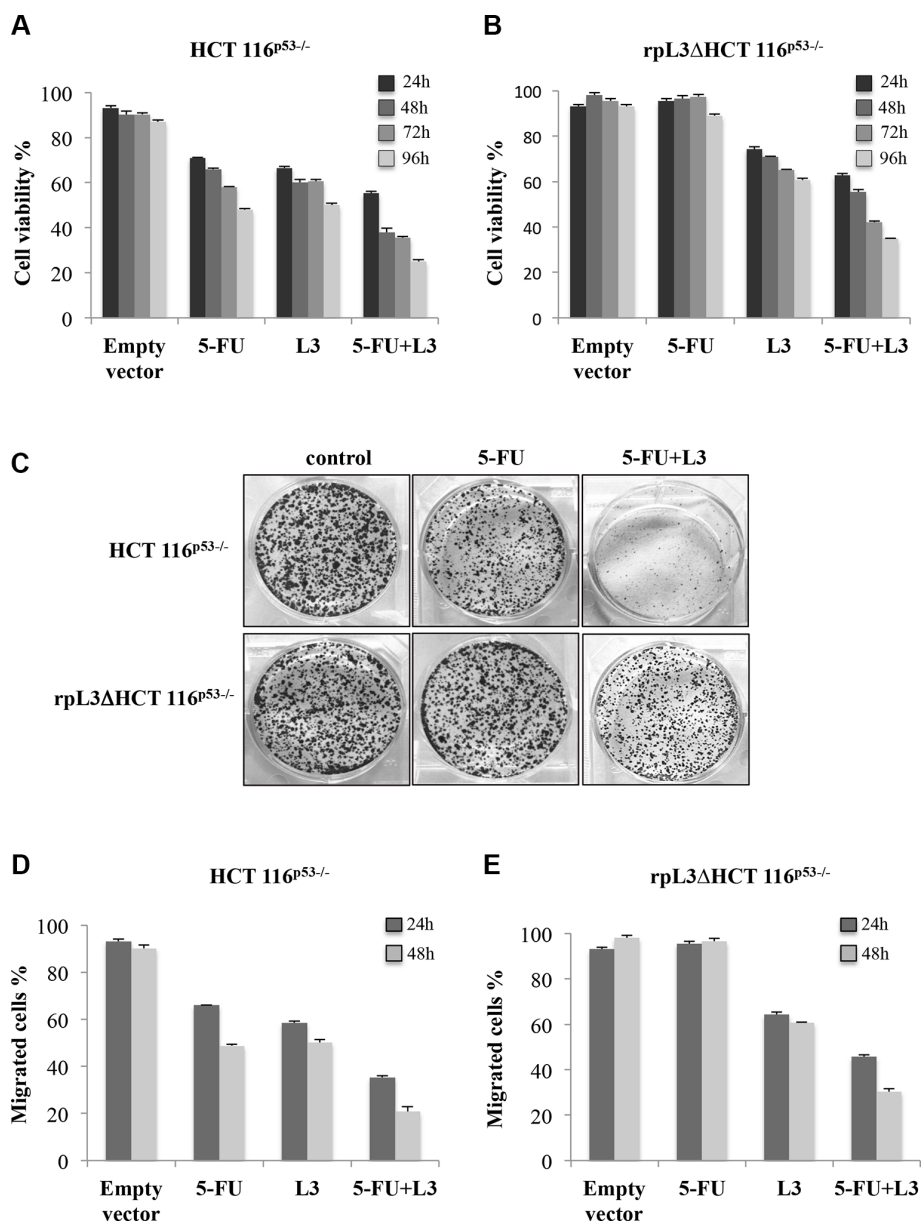 A
HCT 116p53-/-
24h
48h
72h
96h
100
80
60
40
20
0
Cell viability %
Empty vector
5-FU
L3
5-FU+L3
B
rpL3ΔHCT 116p53-/-
24h
48h
72h
96h
100
80
60
40
20
0
Cell viability %
Empty vector
5-FU
L3
5-FU+L3
C
control
5-FU
5-FU+L3
HCT 116p53-/-
rpL3ΔHCT 116p53-/-
D
HCT 116p53-/-
24h
48h
100
80
60
40
20
0
Migrated cells %
Empty vector
5-FU
L3
5-FU+L3
E
rpL3ΔHCT 116p53-/-
24h
48h
100
80
60
40
20
0
Migrated cells %
Empty vector
5-FU
L3
5-FU+L3